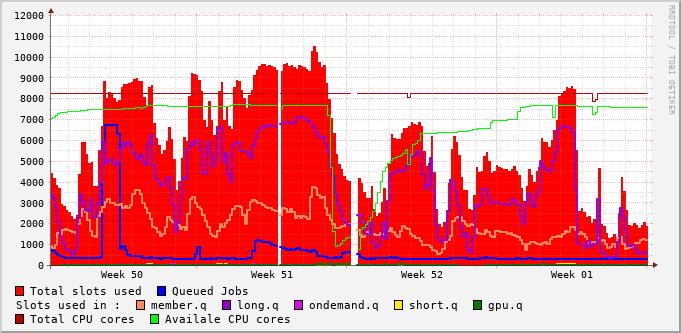 12000
11000
10000
9000
8000
7000
6000
5000
4000
3000
2000
1000
0
Week 50 Week 51 Week 52 Week 01
RRDTOOL / TOBI OETIKER
Total slots used Queued Jobs
Slots used in : member.q long.q ondemand.q short.q gpu.q
Total CPU cores Availale CPU cores